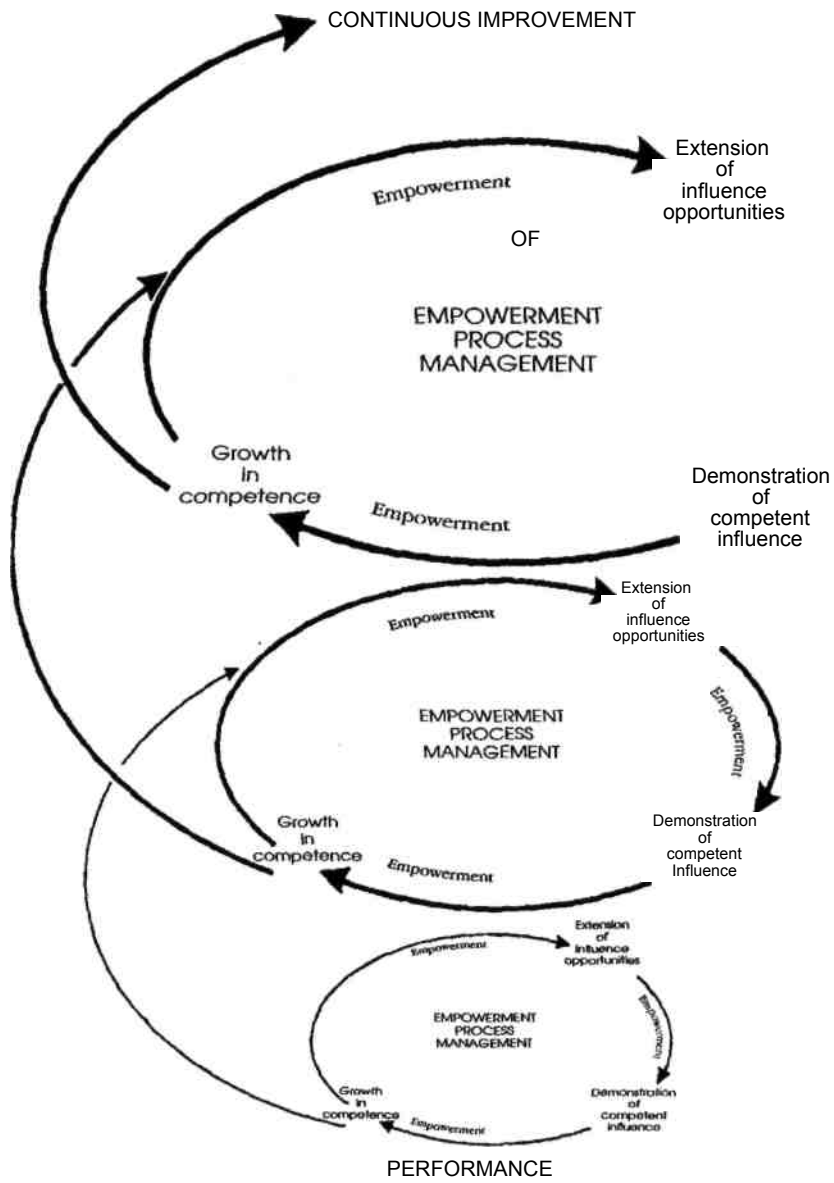 CONTINUOUS IMPROVEMENT
Extension
of
influence
opportunities
Empowerment
OF
EMPOWERMENT
PROCESS
MANAGEMENT
Growth
in
competence
Demonstration
of
competent
influence
Empowerment
Extension
of
influence
opportunities
Empowerment
Empowerment
EMPOWERMENT
PROCESS
MANAGEMENT
Growth
in
competence
Demonstration
of
competent
Influence
Empowerment
Extension
of
influence
opportunities
Empowerment
Empowerment
EMPOWERMENT
PROCESS
MANAGEMENT
Growth
in
competence
Demonstration
of
competent
influence
Empowerment
PERFORMANCE